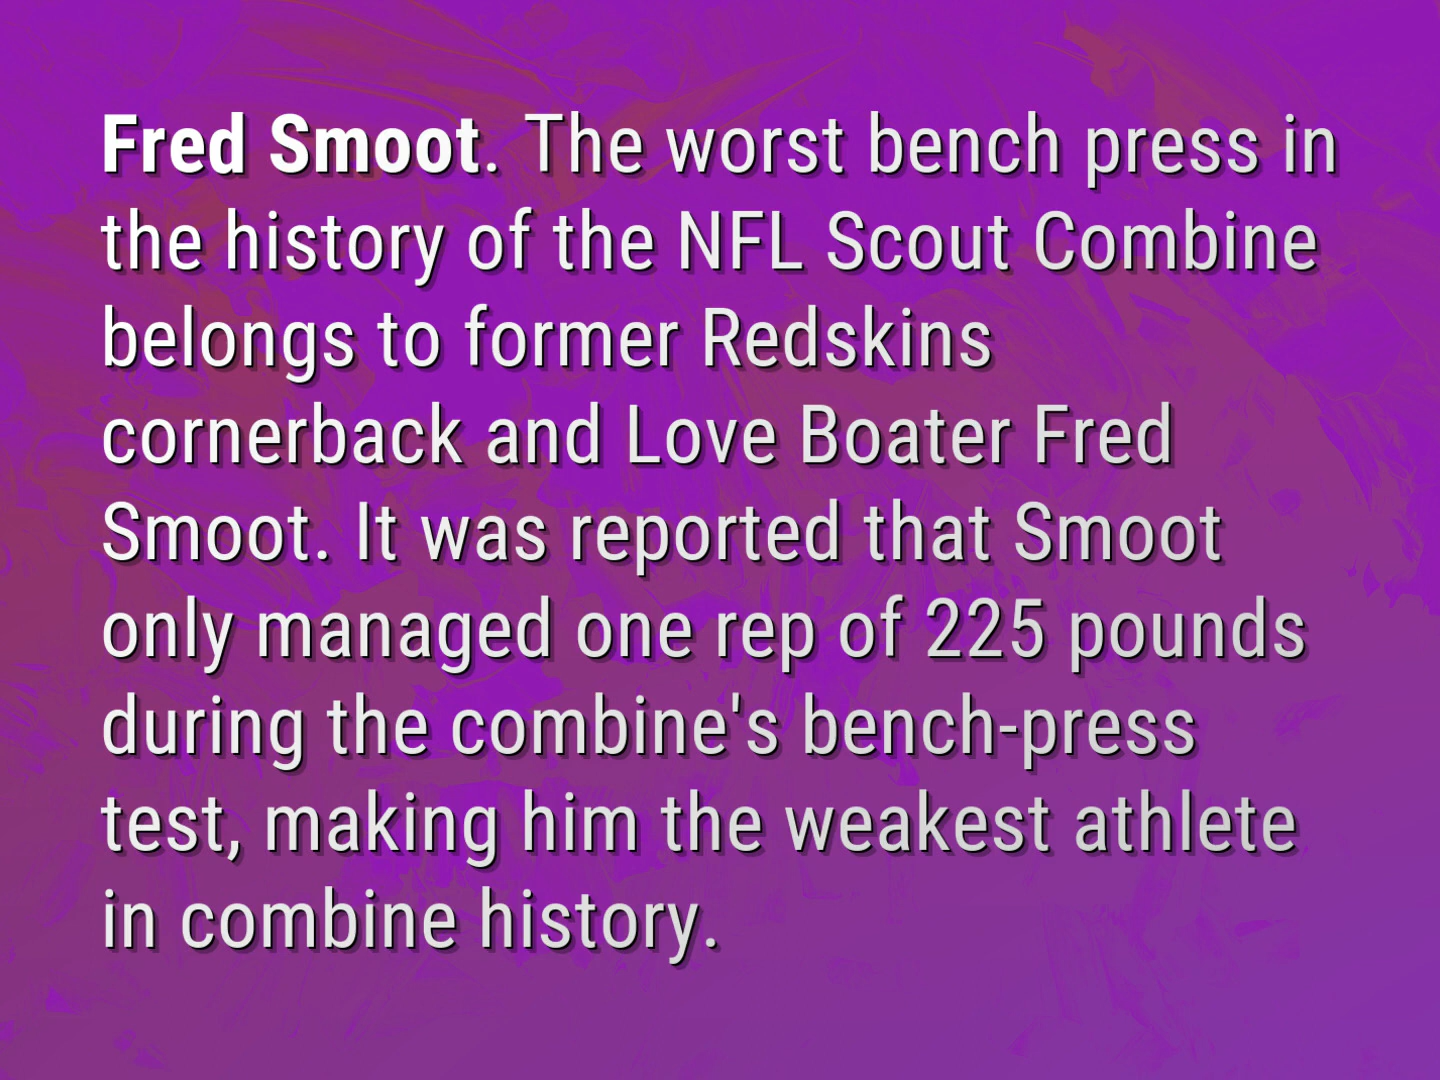 Fred Smoot. The worst bench press in
the history of the NFL Scout Combine
belongs to former Redskins
cornerback and Love Boater Fred
Smoot. It was reported that Smoot
only managed one rep of 225 pounds
during the combine's bench-press
test, making him the weakest athlete
in combine history.